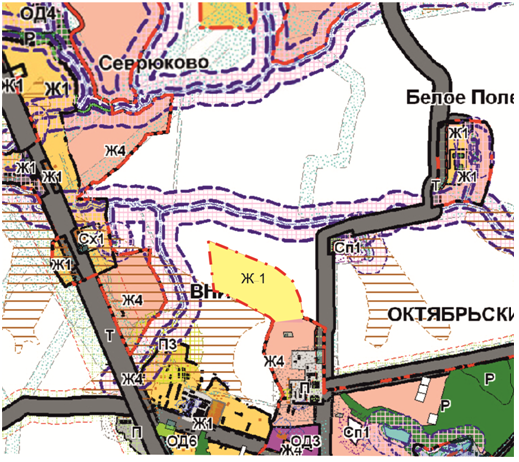 ОД4
Р
Севрюково
Ж1
Ж1
Белое Поле
Ж1
Ж4
Ж1
Ж1
Ж1
Т
Сх1
Сп1
Ж1
Ж 1
Ж4
ВНИ
ОКТЯБРЬСКИ
Т
П3
Ж4
Ж4
П
Р
Р
П
Ж1
ОД6
ОД3
Сп1
Ж4